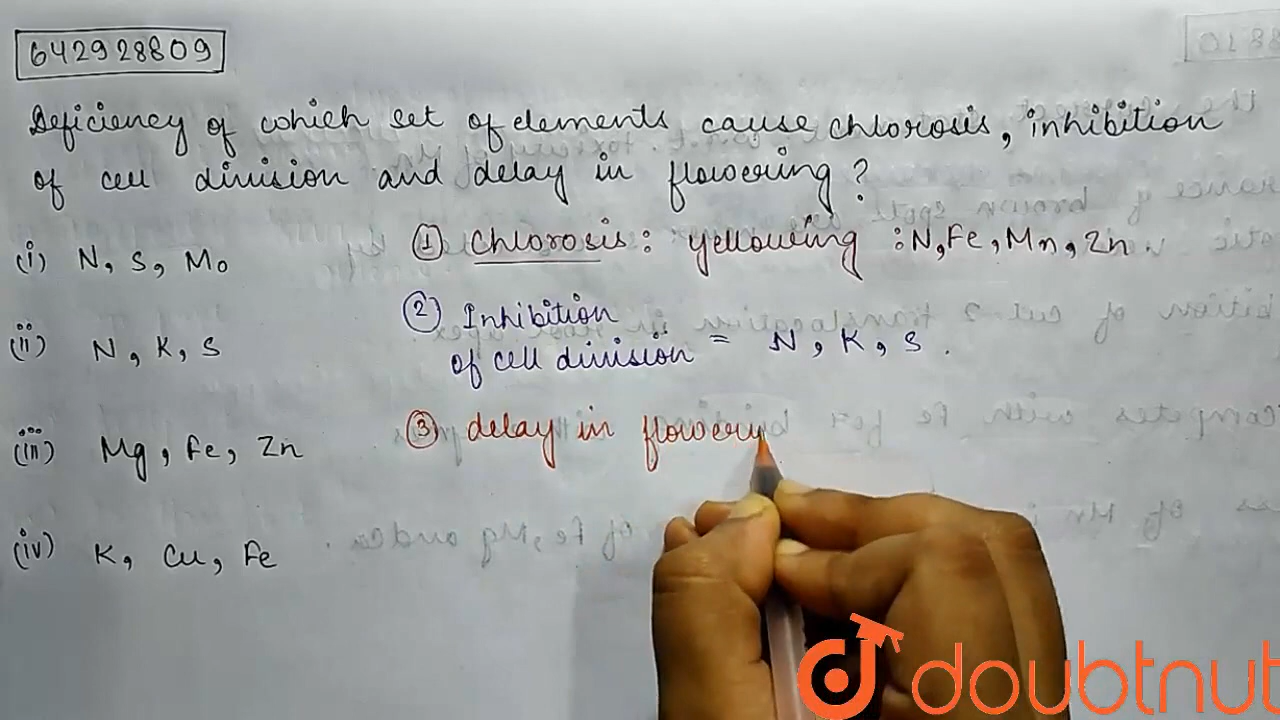 642928809
Deficiency of which set of elements cause chlorosis, inhibition
of cell division and delay in flowering?
(i) N, S, Mo
(ii) N, K, S
(iii) Mg, Fe, Zn
(iv) K, Cu, Fe
① Chlorosis: yellowing : N, Fe, Mn, Zn
② Inhibition
of cell division = N, K, S.
③ delay in flowerin
doubtnut